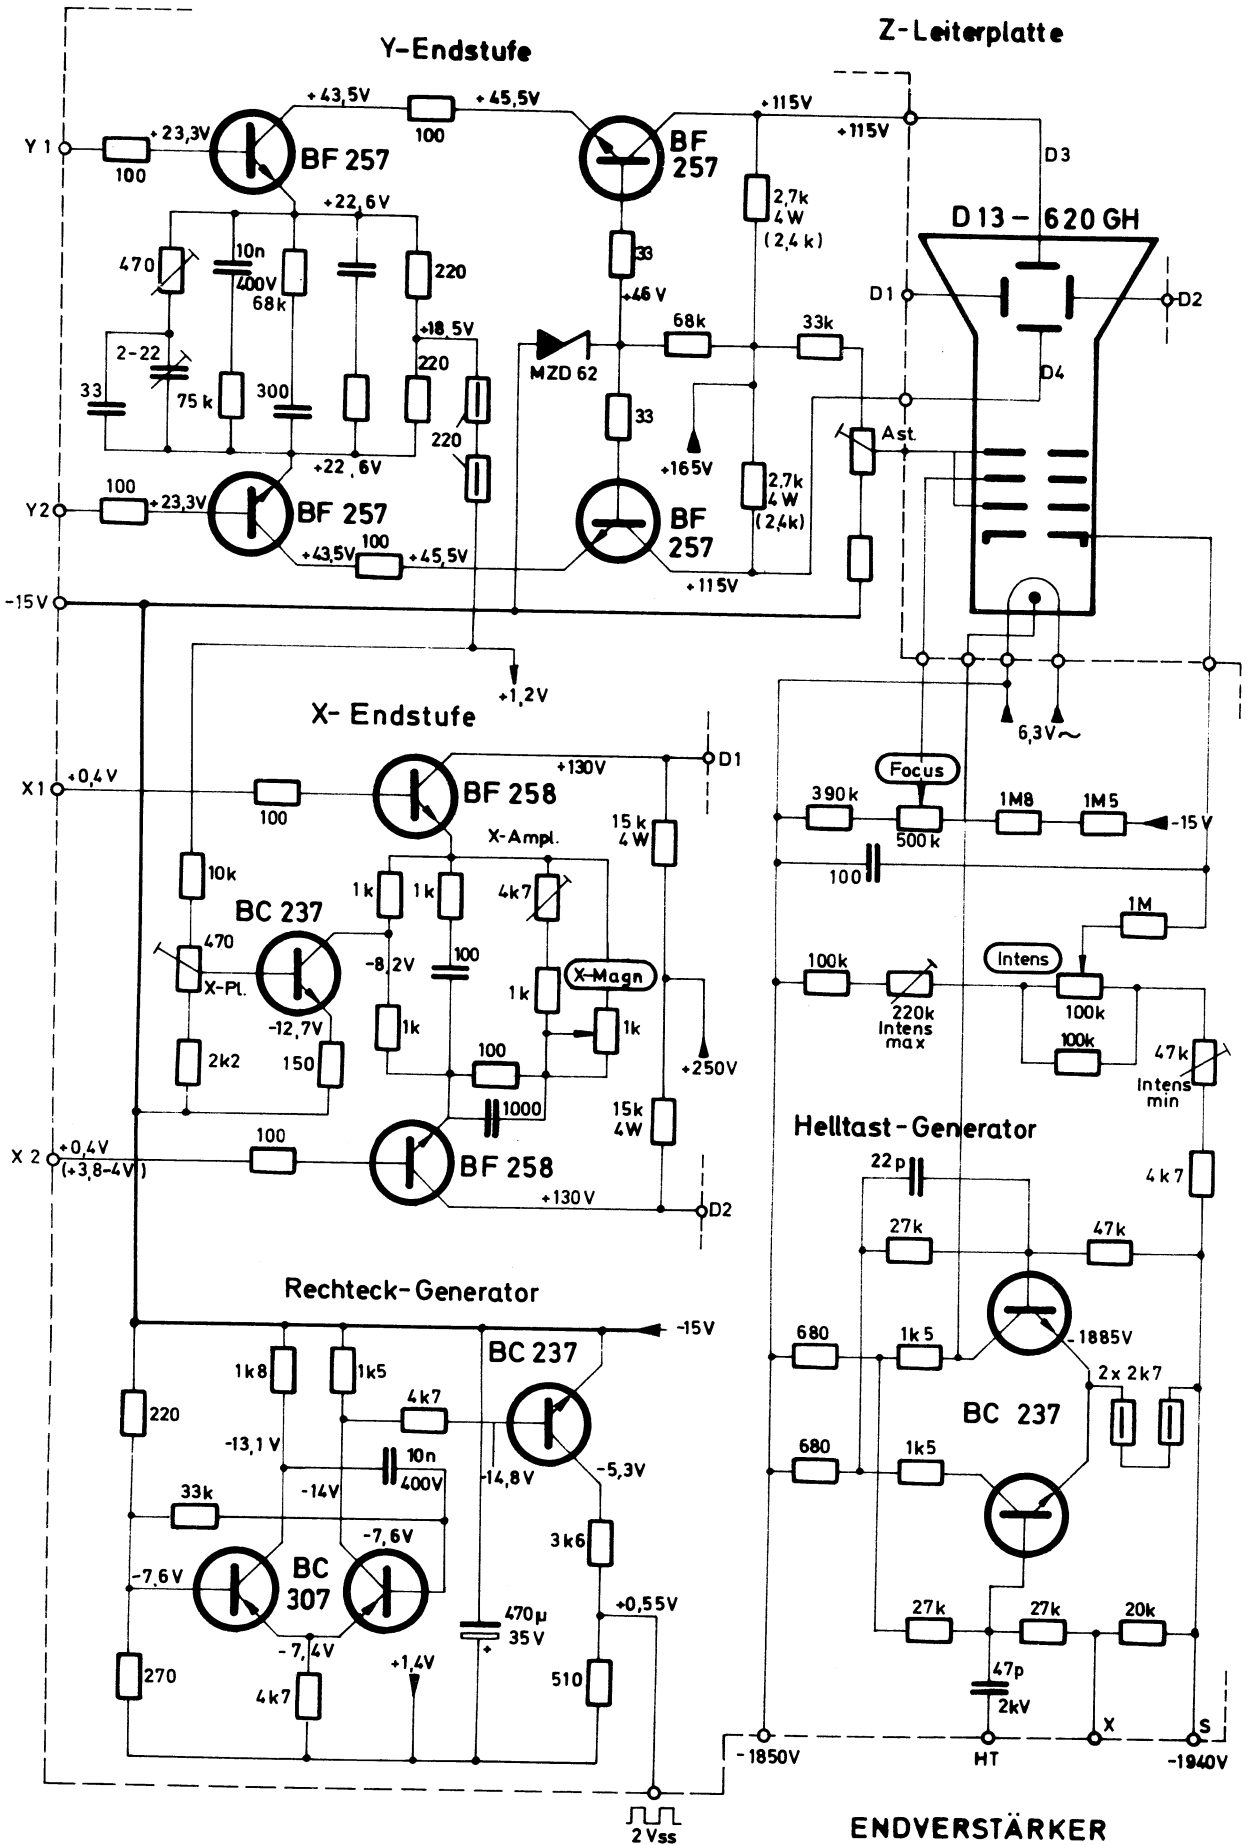 Z-Leiterplatte
Y-Endstufe
+43,5V
100
+45,5V
+115V
+115V
Y1
100
+23,3V
BF 257
BF
257
D3
2,7k
4W
(2,4k)
D13-620GH
+22,6V
470
10n
400V
68k
220
33
+46V
D1
D2
+18,5V
68k
33k
2-22
220
MZD 62
D4
33
75k
300
33
220
Ast.
+22,6V
+165V
100
+23,3V
2,7k
4W
(2,4k)
Y2
BF 257
BF
257
100
+43,5V
+45,5V
+115V
-15V
+1,2V
X-Endstufe
6,3V~
D1
+130V
Focus
X1
+0,4V
100
BF 258
390k
500k
1M8
1M5
-15V
15k
4W
X-Ampl.
10k
1k
1k
4k7
100
1M
BC 237
470
X-Pl.
-8,2V
100
X-Magn
1k
1k
100k
220k
Intens
max
Intens
100k
100k
-12,7V
1k
2k2
150
100
+250V
47k
Intens
min
1000
15k
4W
Helltast-Generator
X2
+0,4V
(+3,8-4V)
100
BF 258
+130V
D2
22p
4k7
27k
47k
Rechteck-Generator
-15V
BC 237
680
1k5
-1885V
2x2k7
1k8
1k5
4k7
BC 237
220
-13,1V
10n
400V
-14,8V
-5,3V
680
1k5
-14V
33k
-7,6V
3k6
-7,6V
BC
307
470µ
35V
+
+0,55V
27k
27k
20k
-7,4V
+1,4V
270
4k7
510
47p
2kV
-1850V
HT
X
S
-1940V
2Vss
ENDVERSTÄRKER